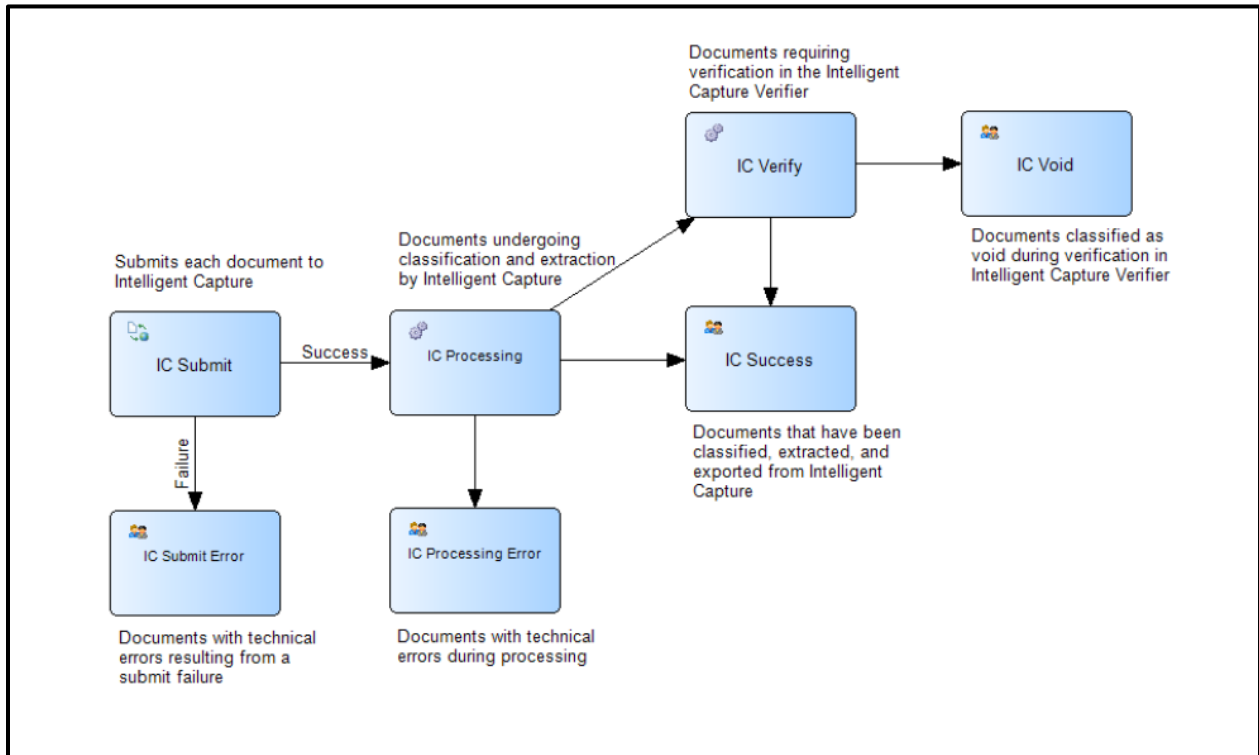 Documents requiring
verification in the Intelligent
Capture Verifier
IC Verify
IC Void
Documents undergoing
classification and extraction
by Intelligent Capture
Documents classified as
void during verification in
Intelligent Capture Verifier
Submits each document to
Intelligent Capture
IC Submit
Success
IC Processing
IC Success
Failure
Documents that have been
classified, extracted, and
exported from Intelligent
Capture
IC Submit Error
IC Processing Error
Documents with technical
errors resulting from a
submit failure
Documents with technical
errors during processing